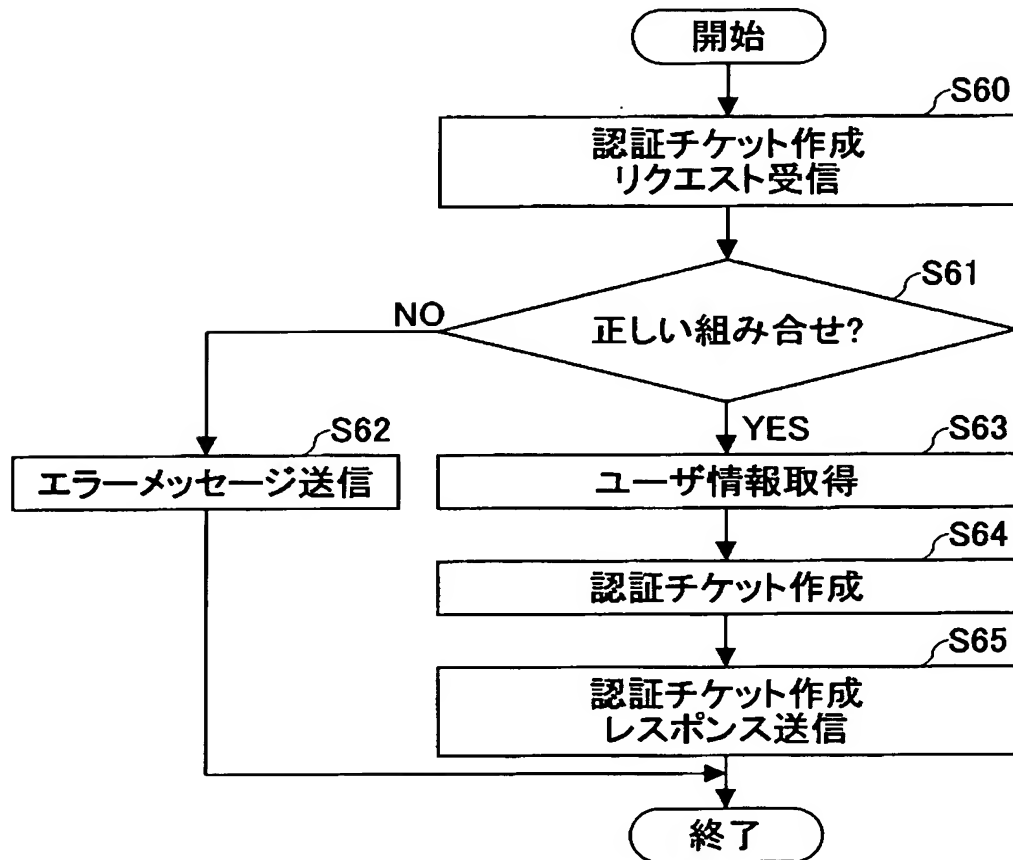 開始
S60
認証チケット作成
リクエスト受信
S61
正しい組み合せ?
NO
YES
S62
エラーメッセージ送信
S63
ユーザ情報取得
S64
認証チケット作成
S65
認証チケット作成
レスポンス送信
終了